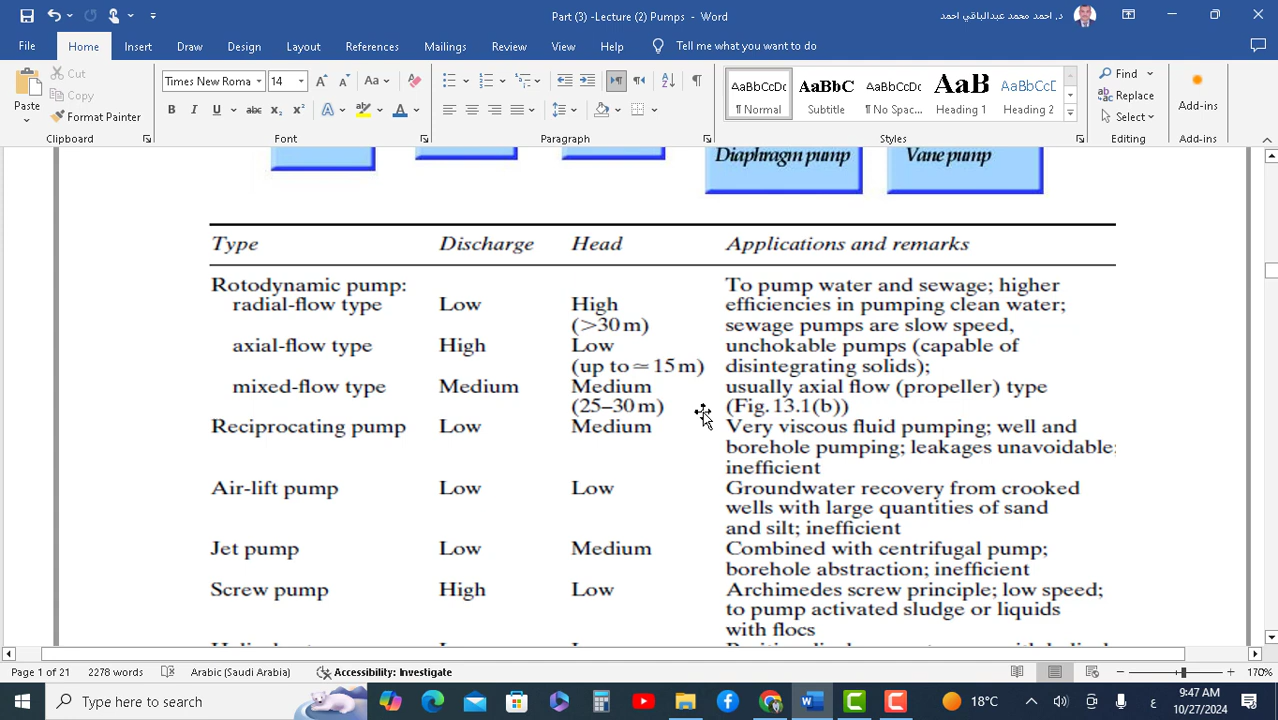 Part (3) -Lecture (2) Pumps - Word
د. احمد محمد عبدالباقي احمد
File Home Insert Draw Design Layout References Mailings Review View Help Tell me what you want to do
Paste
Cut
Copy
Format Painter
Clipboard
Times New Roma 14 Aa
B I U abc x₂ x² A A
Font
Paragraph
AaBbCcDc AaBbC AaBbCcDc AaB AaBbCcD
¶ Normal Subtitle ¶ No Spac... Heading 1 Heading 2
Styles
Find
Replace
Select
Editing
Add-ins
Add-ins
Diaphragm pump Vane pump
Type Discharge Head Applications and remarks
Rotodynamic pump: To pump water and sewage; higher
radial-flow type Low High efficiencies in pumping clean water;
(>30 m) sewage pumps are slow speed,
axial-flow type High Low unchokable pumps (capable of
(up to ≃ 15 m) disintegrating solids);
mixed-flow type Medium Medium usually axial flow (propeller) type
(25–30 m) (Fig. 13.1(b))
Reciprocating pump Low Medium Very viscous fluid pumping; well and
borehole pumping; leakages unavoidable;
inefficient
Air-lift pump Low Low Groundwater recovery from crooked
wells with large quantities of sand
and silt; inefficient
Jet pump Low Medium Combined with centrifugal pump;
borehole abstraction; inefficient
Screw pump High Low Archimedes screw principle; low speed;
to pump activated sludge or liquids
with flocs
Page 1 of 21 2278 words Arabic (Saudi Arabia) Accessibility: Investigate 170%
Type here to search 18°C ع 9:47 AM
10/27/2024